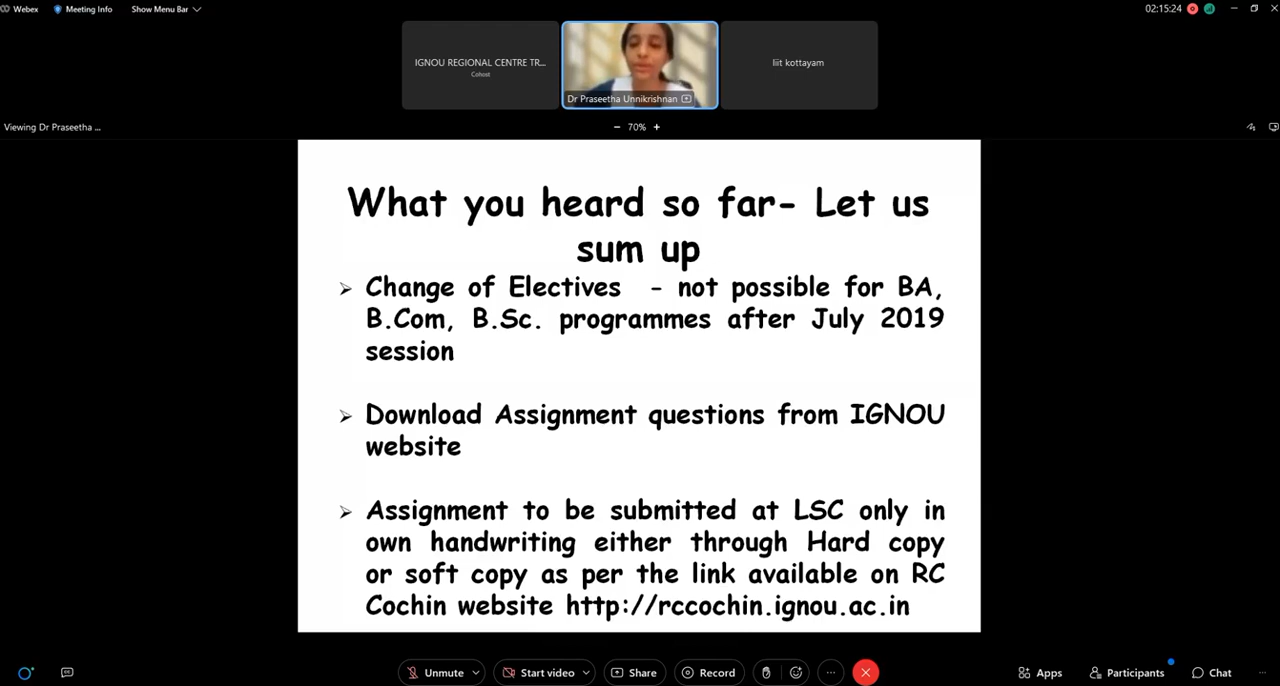 Webex Meeting Info Show Menu Bar
02:15:24
IGNOU REGIONAL CENTRE TR...
Cohost
Dr Praseetha Unnikrishnan
liit kottayam
Viewing Dr Praseetha ...
− 70% +
What you heard so far- Let us
sum up
➢ Change of Electives - not possible for BA,
B.Com, B.Sc. programmes after July 2019
session
➢ Download Assignment questions from IGNOU
website
➢ Assignment to be submitted at LSC only in
own handwriting either through Hard copy
or soft copy as per the link available on RC
Cochin website http://rccochin.ignou.ac.in
Unmute Start video Share Record ... Apps Participants Chat ...